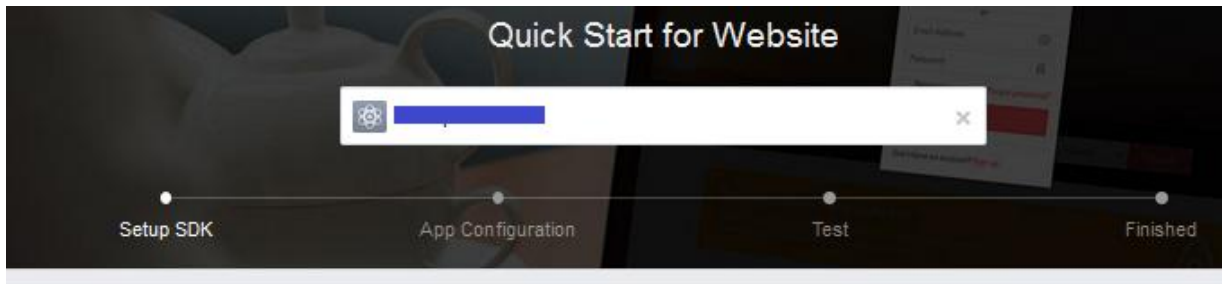 Quick Start for Website
Setup SDK
App Configuration
Test
Finished